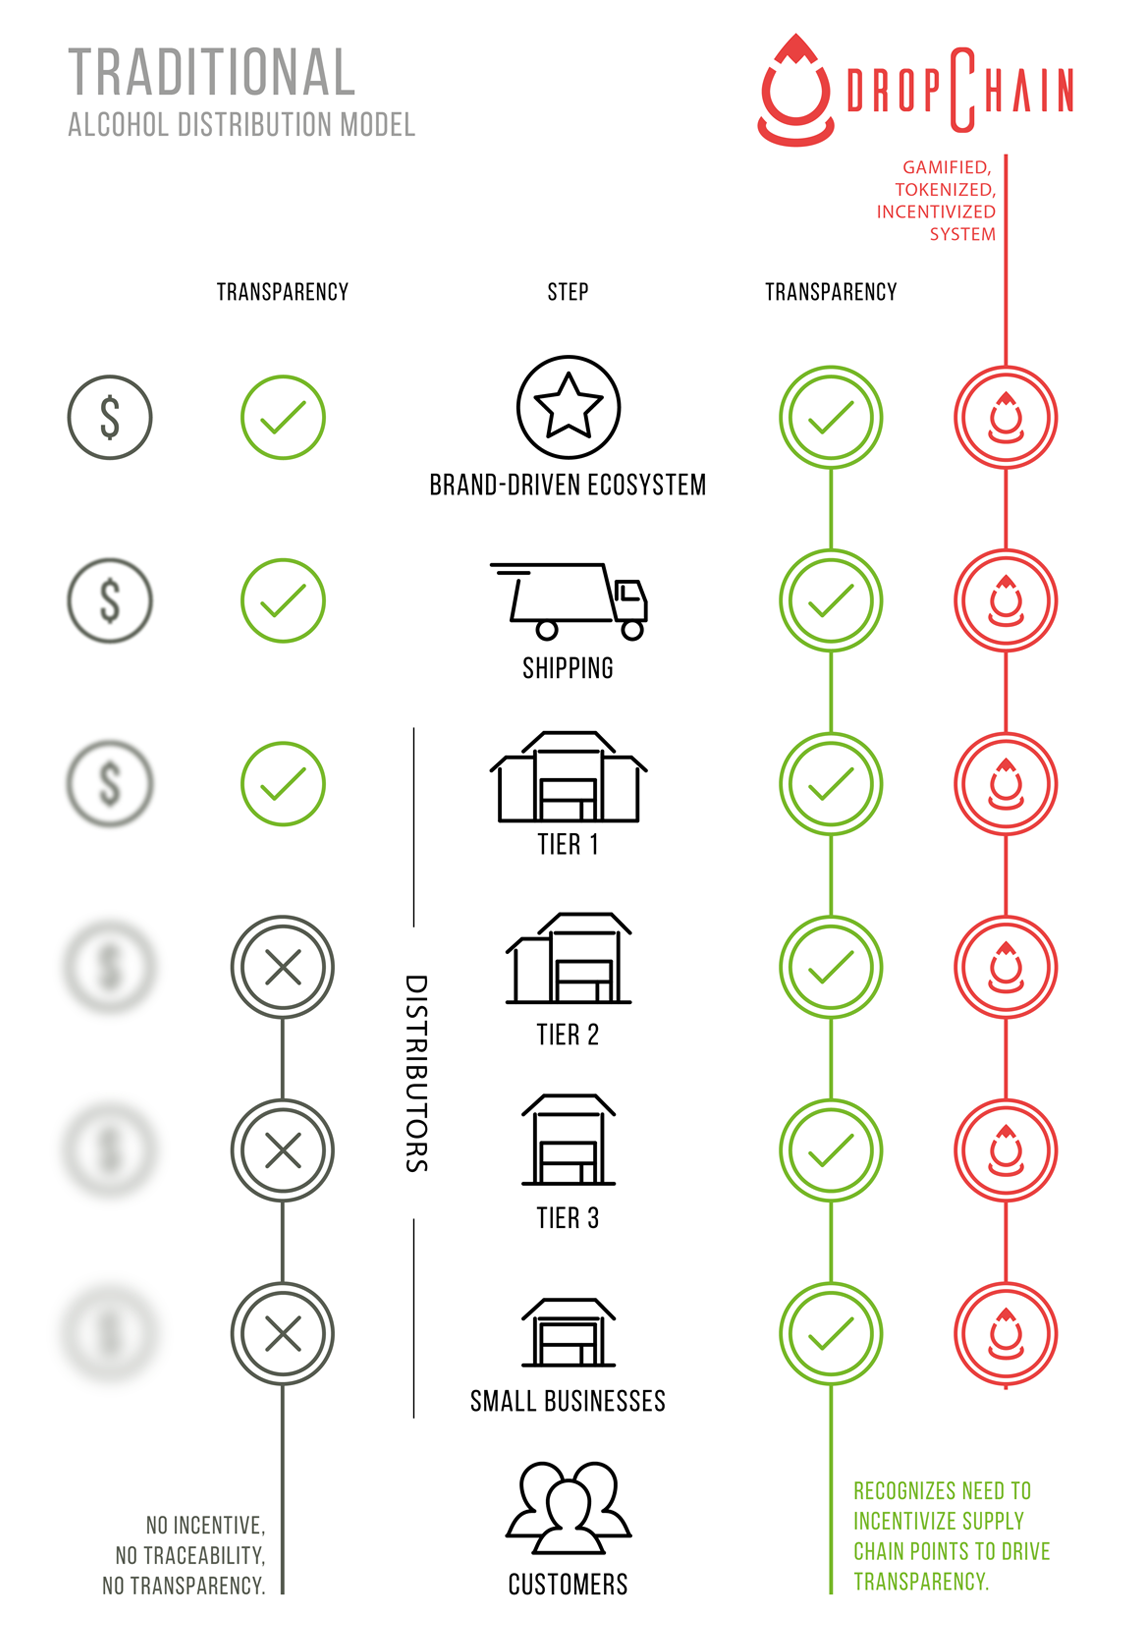 TRADITIONAL
ALCOHOL DISTRIBUTION MODEL
DROPCHAIN
GAMIFIED,
TOKENIZED,
INCENTIVIZED
SYSTEM
TRANSPARENCY
STEP
TRANSPARENCY
$
BRAND-DRIVEN ECOSYSTEM
$
SHIPPING
$
TIER 1
$
TIER 2
DISTRIBUTORS
$
TIER 3
$
SMALL BUSINESSES
NO INCENTIVE,
NO TRACEABILITY,
NO TRANSPARENCY.
CUSTOMERS
RECOGNIZES NEED TO
INCENTIVIZE SUPPLY
CHAIN POINTS TO DRIVE
TRANSPARENCY.